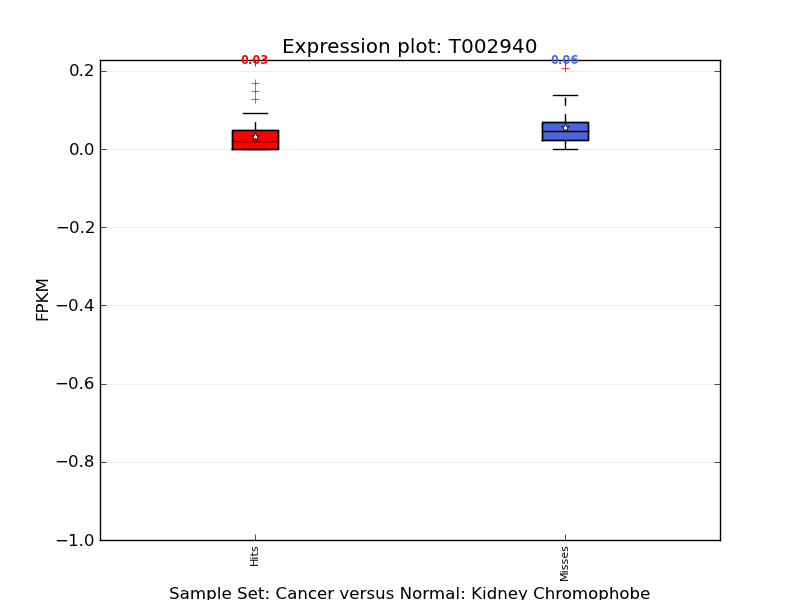 Expression plot: T002940
0.03 0.06
0.2
0.0
−0.2
−0.4
−0.6
−0.8
−1.0
FPKM
Hits Misses
Sample Set: Cancer versus Normal: Kidney Chromophobe